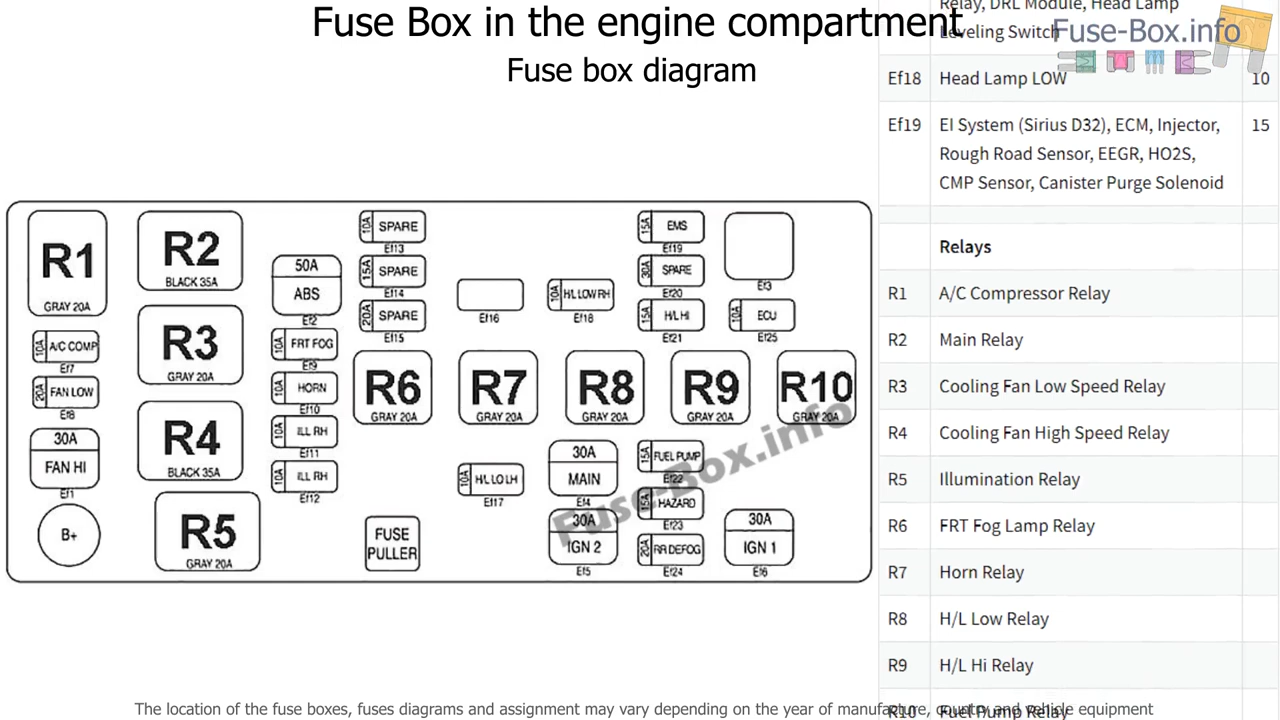 Fuse Box in the engine compartment
Fuse box diagram
Fuse-Box.info
Relay, DRL Module, Head Lamp
Leveling Switch
Ef18 Head Lamp LOW 10
Ef19 EI System (Sirius D32), ECM, Injector, 15
Rough Road Sensor, EEGR, HO2S,
CMP Sensor, Canister Purge Solenoid
Relays
R1 A/C Compressor Relay
R2 Main Relay
R3 Cooling Fan Low Speed Relay
R4 Cooling Fan High Speed Relay
R5 Illumination Relay
R6 FRT Fog Lamp Relay
R7 Horn Relay
R8 H/L Low Relay
R9 H/L Hi Relay
R10 Fuel Pump Relay
R1
GRAY 20A
10A A/C COMP
Ef7
20A FAN LOW
Ef8
30A
FAN HI
Ef1
B+
R2
BLACK 35A
R3
GRAY 20A
R4
BLACK 35A
R5
GRAY 20A
50A
ABS
Ef2
10A FRT FOG
Ef9
10A HORN
Ef10
10A ILL RH
Ef11
10A ILL RH
Ef12
10A SPARE
Ef13
15A SPARE
Ef14
20A SPARE
Ef15
R6
GRAY 20A
FUSE
PULLER
Ef16
R7
GRAY 20A
10A H/L LO LH
Ef17
10A H/L LOW RH
Ef18
R8
GRAY 20A
30A
MAIN
Ef4
30A
IGN 2
Ef5
15A EMS
Ef19
30A SPARE
Ef20
15A H/L HI
Ef21
R9
GRAY 20A
15A FUEL PUMP
Ef22
15A HAZARD
Ef23
20A RR DEFOG
Ef24
Ef3
10A ECU
Ef25
R10
GRAY 20A
30A
IGN 1
Ef6
Fuse-Box.info
The location of the fuse boxes, fuses diagrams and assignment may vary depending on the year of manufacture, country and vehicle equipment